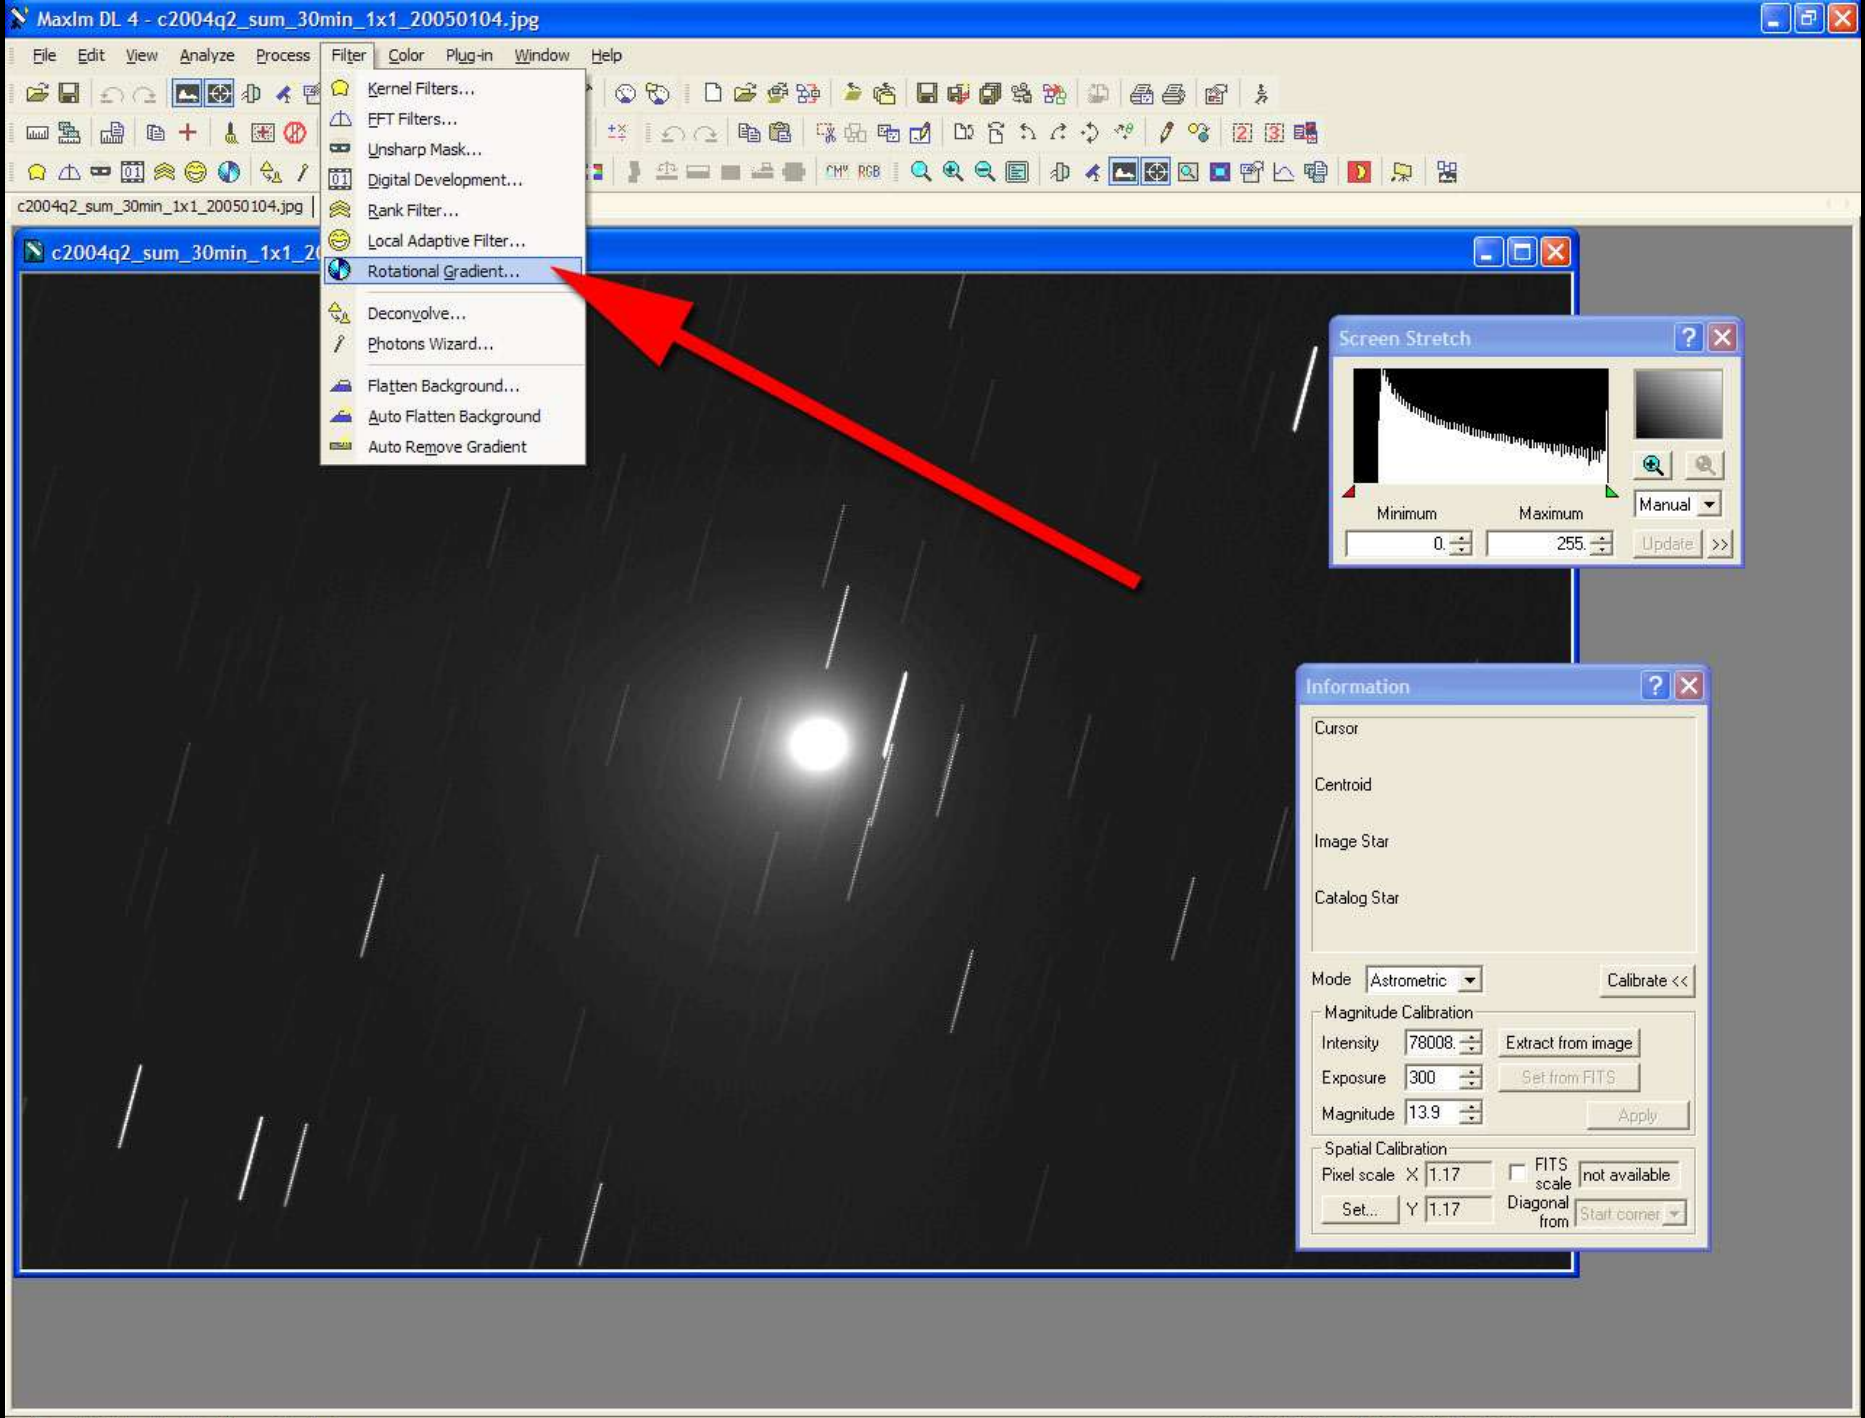 MaxIm DL 4 - c2004q2_sum_30min_1x1_20050104.jpg
File Edit View Analyze Process Filter Color Plug-in Window Help
Kernel Filters...
FFT Filters...
Unsharp Mask...
Digital Development...
Rank Filter...
Local Adaptive Filter...
Rotational Gradient...
Deconvolve...
Photons Wizard...
Flatten Background...
Auto Flatten Background
Auto Remove Gradient
RGB
c2004q2_sum_30min_1x1_20050104.jpg
c2004q2_sum_30min_1x1_20
Screen Stretch
Manual
Minimum Maximum
0. 255. Update >>
Information
Cursor
Centroid
Image Star
Catalog Star
Mode Astrometric Calibrate <<
Magnitude Calibration
Intensity 78008. Extract from image
Exposure 300 Set from FITS
Magnitude 13.9 Apply
Spatial Calibration
Pixel scale X 1.17 FITS scale not available
Set... Y 1.17 Diagonal from Start corner